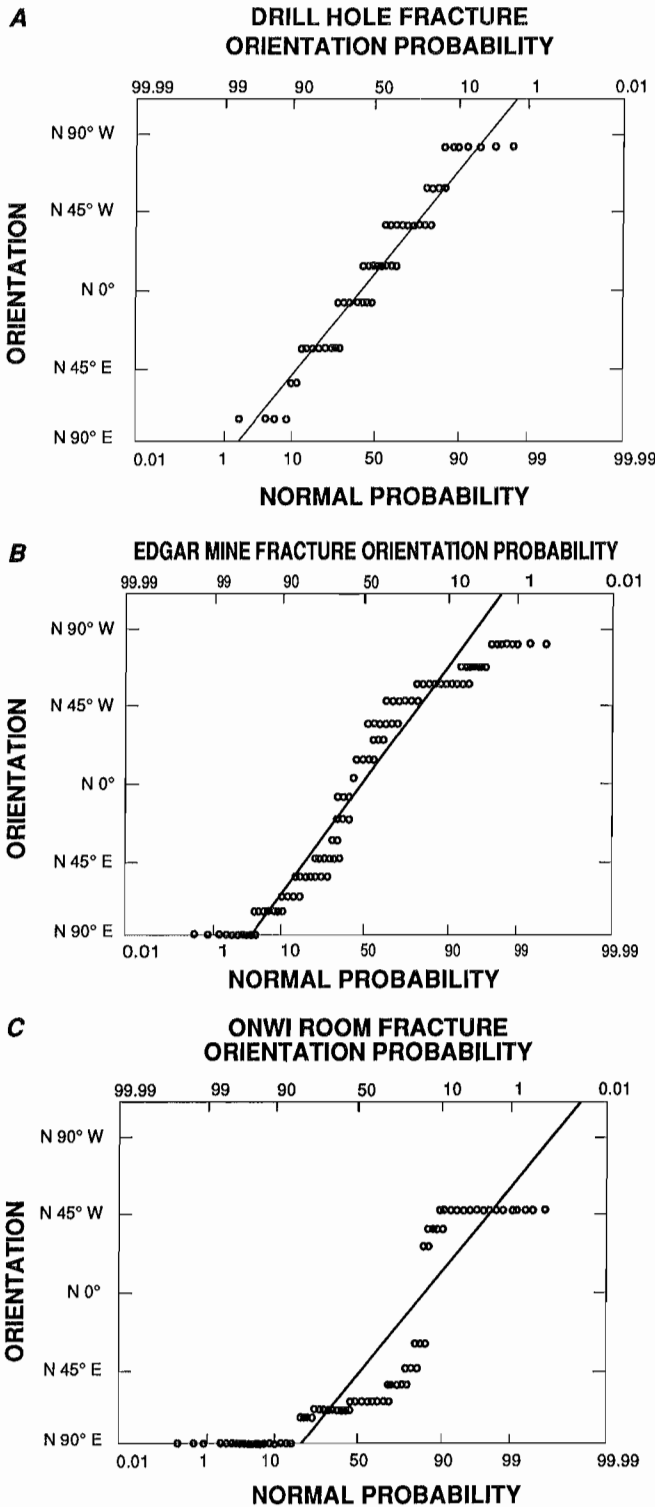 A
DRILL HOLE FRACTURE
ORIENTATION PROBABILITY
99.99 99 90 50 10 1 0.01
N 90° W
N 45° W
N 0°
N 45° E
N 90° E
ORIENTATION
0.01 1 10 50 90 99 99.99
NORMAL PROBABILITY
B
EDGAR MINE FRACTURE ORIENTATION PROBABILITY
99.99 99 90 50 10 1 0.01
N 90° W
N 45° W
N 0°
N 45° E
N 90° E
ORIENTATION
0.01 1 10 50 90 99 99.99
NORMAL PROBABILITY
C
ONWI ROOM FRACTURE
ORIENTATION PROBABILITY
99.99 99 90 50 10 1 0.01
N 90° W
N 45° W
N 0°
N 45° E
N 90° E
ORIENTATION
0.01 1 10 50 90 99 99.99
NORMAL PROBABILITY